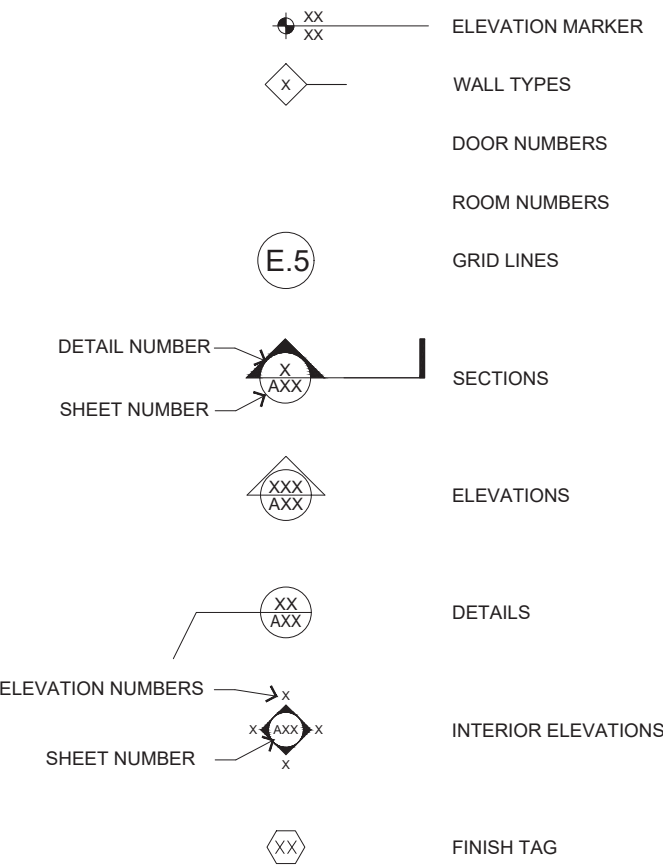 XX
XX
ELEVATION MARKER
X
WALL TYPES
DOOR NUMBERS
ROOM NUMBERS
E.5
GRID LINES
DETAIL NUMBER
X
AXX
SHEET NUMBER
SECTIONS
XXX
AXX
ELEVATIONS
XX
AXX
DETAILS
ELEVATION NUMBERS
X
X AXX X
X
SHEET NUMBER
INTERIOR ELEVATIONS
XX
FINISH TAG